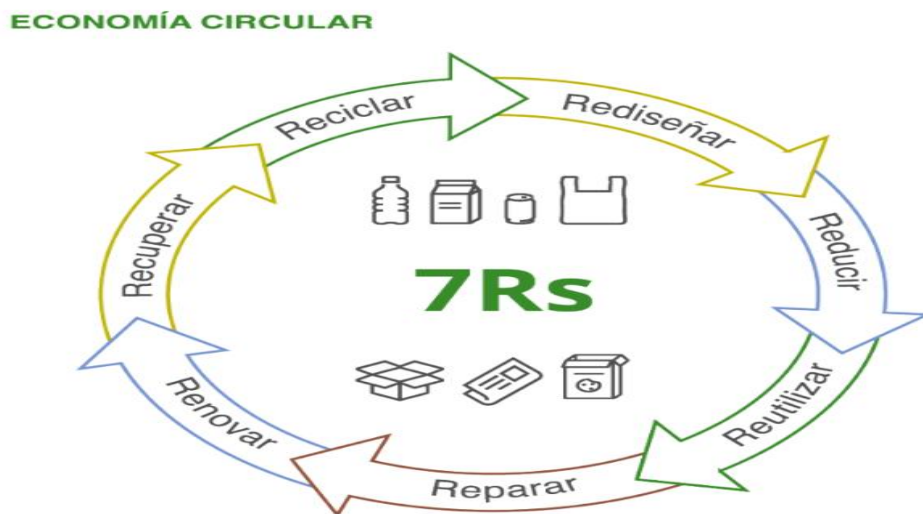 ECONOMÍA CIRCULAR
Reciclar
Rediseñar
Reducir
Reutilizar
Reparar
Renovar
Recuperar
7Rs